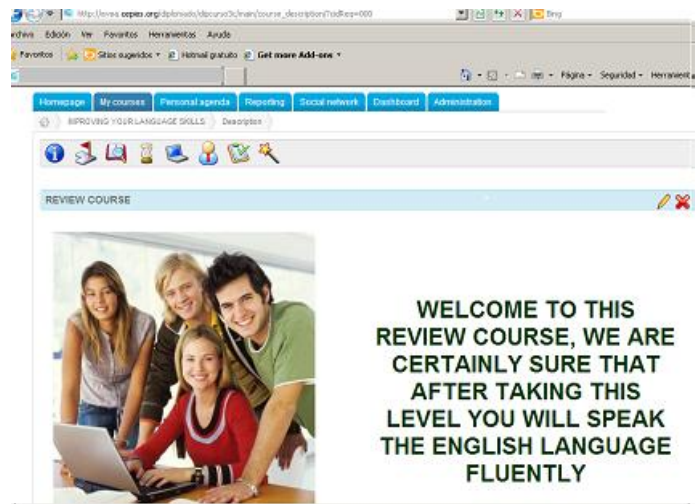 Bing
Edición Ver Favoritos Herramientas Ayuda
Favoritos Sitios sugeridos Hotmail gratuito Get more Add-ons
Página Seguridad
Homepage My courses Personal agenda Reporting Social network Dashboard Administration
IMPROVING YOUR LANGUAGE SKILLS Description
REVIEW COURSE
WELCOME TO THIS
REVIEW COURSE, WE ARE
CERTAINLY SURE THAT
AFTER TAKING THIS
LEVEL YOU WILL SPEAK
THE ENGLISH LANGUAGE
FLUENTLY